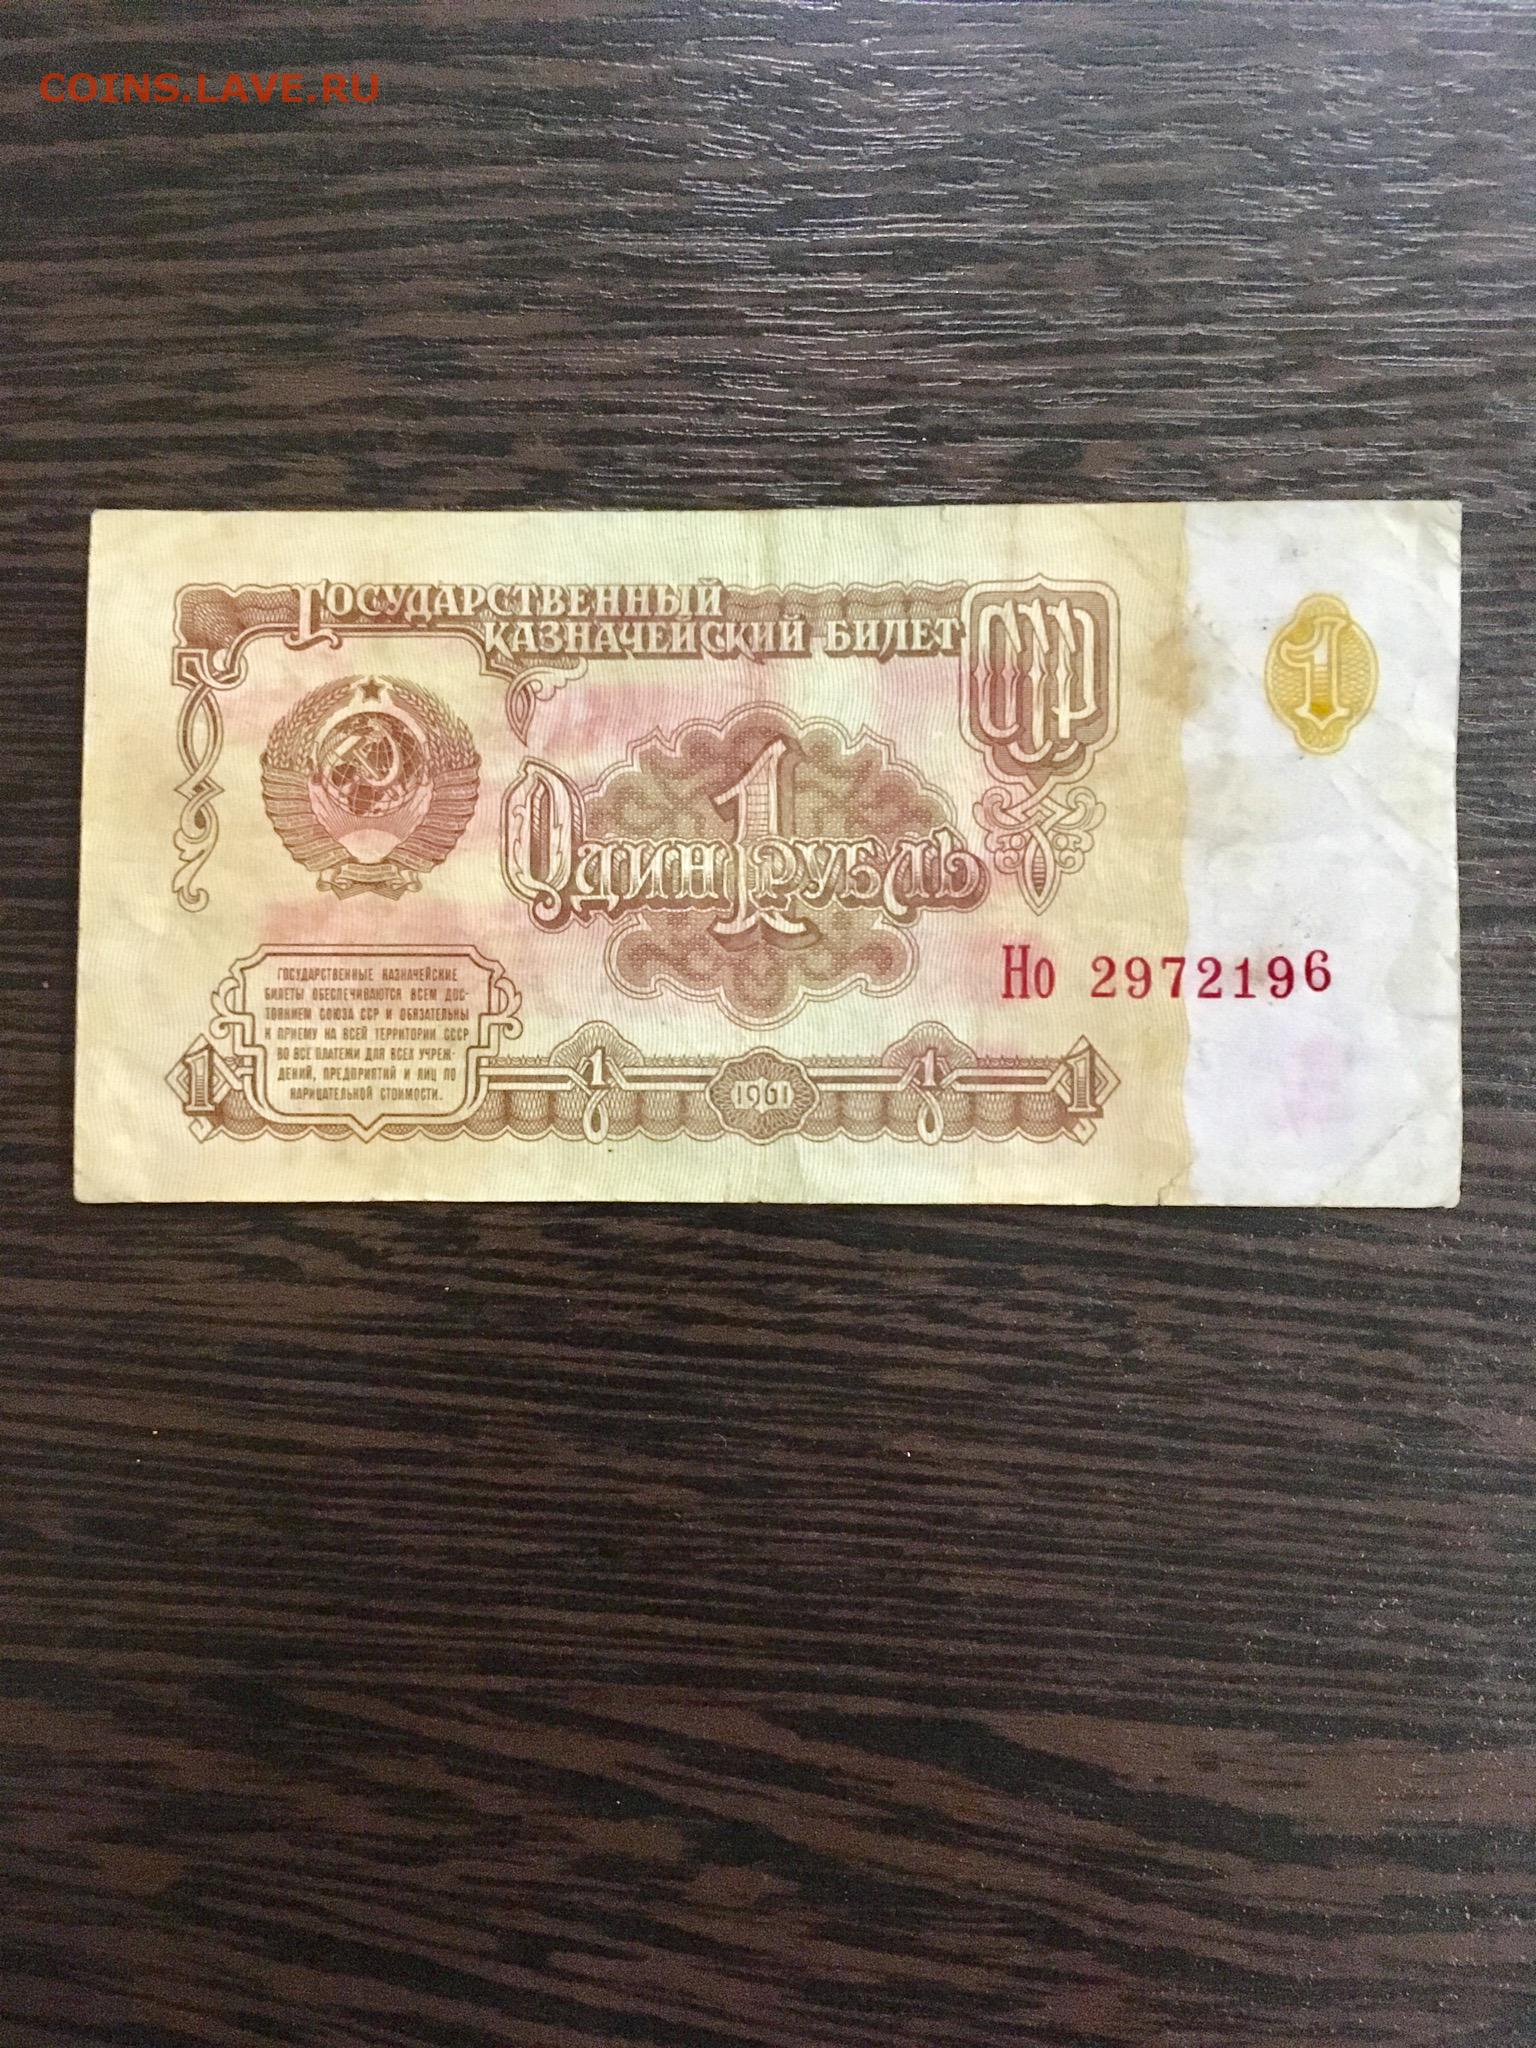 COINS.LAVE.RU
ГОСУДАРСТВЕННЫЙ
КАЗНАЧЕЙСКИЙ БИЛЕТ
СССР
1
1
ОДИН РУБЛЬ
Но 2972196
ГОСУДАРСТВЕННЫЕ КАЗНАЧЕЙСКИЕ
БИЛЕТЫ ОБЕСПЕЧИВАЮТСЯ ВСЕМ ДОС-
ТОЯНИЕМ СОЮЗА ССР И ОБЯЗАТЕЛЬНЫ
К ПРИЕМУ НА ВСЕЙ ТЕРРИТОРИИ СССР
ВО ВСЕ ПЛАТЕЖИ ДЛЯ ВСЕХ УЧРЕЖ-
ДЕНИЙ, ПРЕДПРИЯТИЙ И ЛИЦ ПО
НАРИЦАТЕЛЬНОЙ СТОИМОСТИ.
1 1 1961 1 1